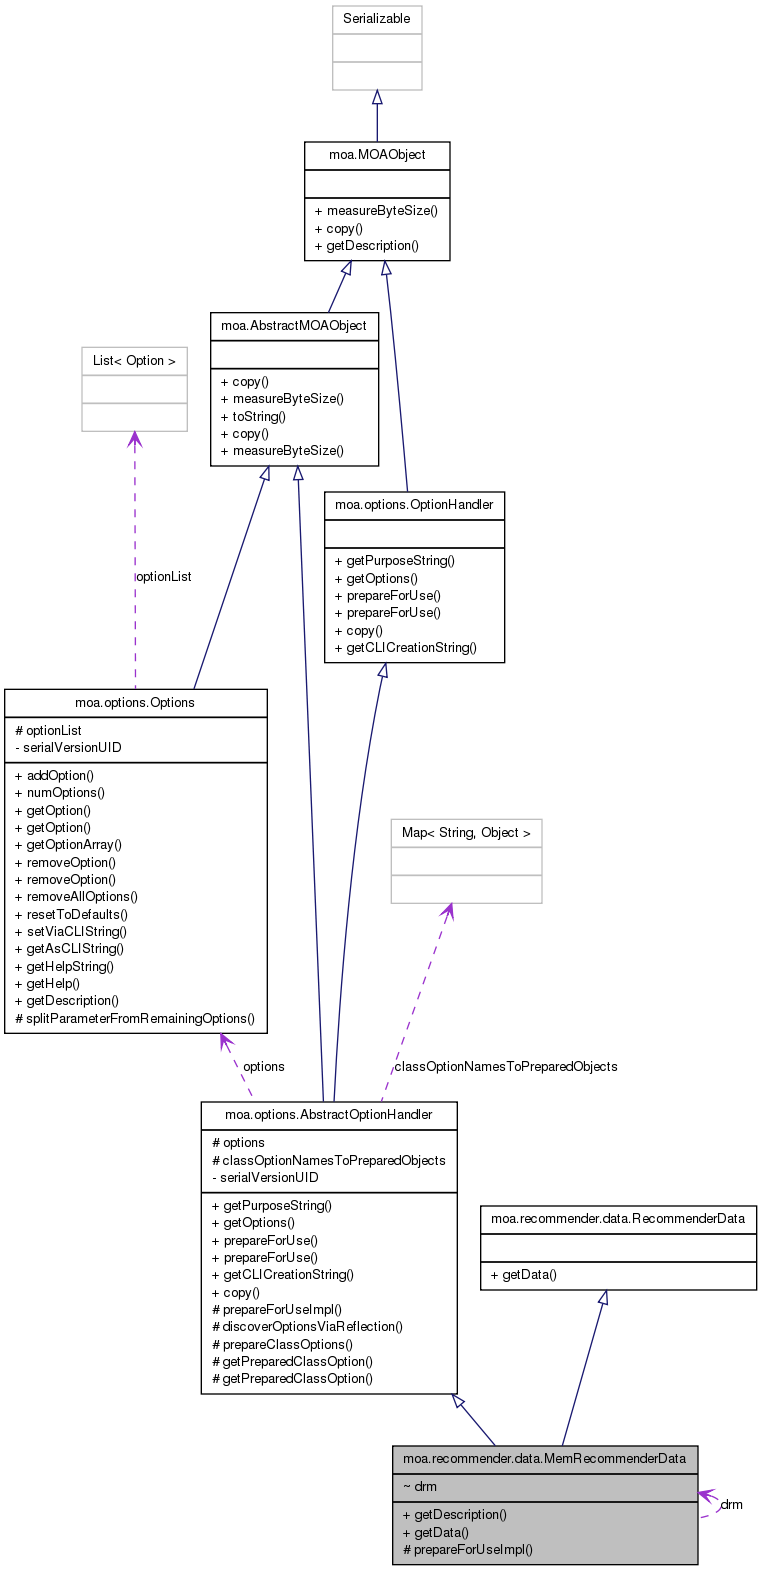 Serializable
moa.MOAObject
+ measureByteSize()
+ copy()
+ getDescription()
moa.AbstractMOAObject
+ copy()
+ measureByteSize()
+ toString()
+ copy()
+ measureByteSize()
List< Option >
moa.options.OptionHandler
+ getPurposeString()
+ getOptions()
+ prepareForUse()
+ prepareForUse()
+ copy()
+ getCLICreationString()
optionList
moa.options.Options
# optionList
- serialVersionUID
+ addOption()
+ numOptions()
+ getOption()
+ getOption()
+ getOptionArray()
+ removeOption()
+ removeOption()
+ removeAllOptions()
+ resetToDefaults()
+ setViaCLIString()
+ getAsCLIString()
+ getHelpString()
+ getHelp()
+ getDescription()
# splitParameterFromRemainingOptions()
Map< String, Object >
options
classOptionNamesToPreparedObjects
moa.options.AbstractOptionHandler
# options
# classOptionNamesToPreparedObjects
- serialVersionUID
+ getPurposeString()
+ getOptions()
+ prepareForUse()
+ prepareForUse()
+ getCLICreationString()
+ copy()
# prepareForUseImpl()
# discoverOptionsViaReflection()
# prepareClassOptions()
# getPreparedClassOption()
# getPreparedClassOption()
moa.recommender.data.RecommenderData
+ getData()
moa.recommender.data.MemRecommenderData
~ drm
+ getDescription()
+ getData()
# prepareForUseImpl()
drm